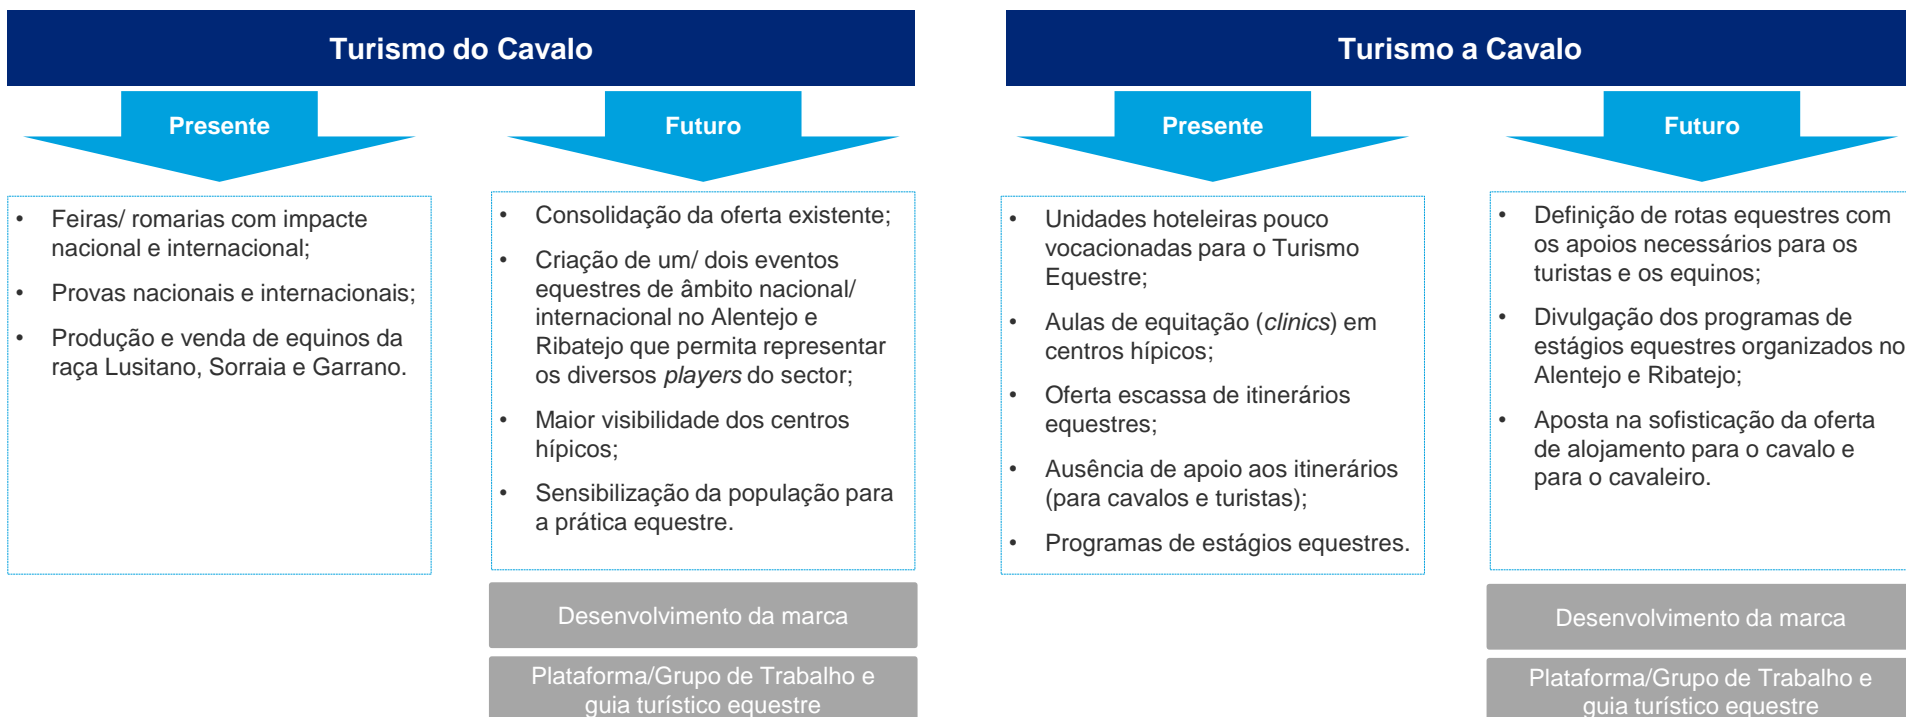 Turismo do Cavalo
Presente
Futuro
• Feiras/ romarias com impacte
nacional e internacional;
• Provas nacionais e internacionais;
• Produção e venda de equinos da
raça Lusitano, Sorraia e Garrano.
• Consolidação da oferta existente;
• Criação de um/ dois eventos
equestres de âmbito nacional/
internacional no Alentejo e
Ribatejo que permita representar
os diversos players do sector;
• Maior visibilidade dos centros
hípicos;
• Sensibilização da população para
a prática equestre.
Desenvolvimento da marca
Plataforma/Grupo de Trabalho e
guia turístico equestre
Turismo a Cavalo
Presente
Futuro
• Unidades hoteleiras pouco
vocacionadas para o Turismo
Equestre;
• Aulas de equitação (clinics) em
centros hípicos;
• Oferta escassa de itinerários
equestres;
• Ausência de apoio aos itinerários
(para cavalos e turistas);
• Programas de estágios equestres.
• Definição de rotas equestres com
os apoios necessários para os
turistas e os equinos;
• Divulgação dos programas de
estágios equestres organizados no
Alentejo e Ribatejo;
• Aposta na sofisticação da oferta
de alojamento para o cavalo e
para o cavaleiro.
Desenvolvimento da marca
Plataforma/Grupo de Trabalho e
guia turístico equestre